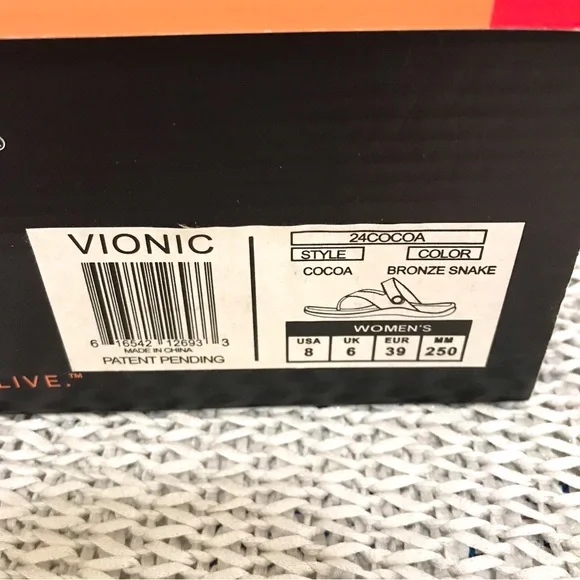 ®
VIONIC
6 16542 12693 3
MADE IN CHINA
PATENT PENDING
24COCOA
STYLE COLOR
COCOA BRONZE SNAKE
WOMEN'S
USA UK EUR MM
8 6 39 250
LIVE.™